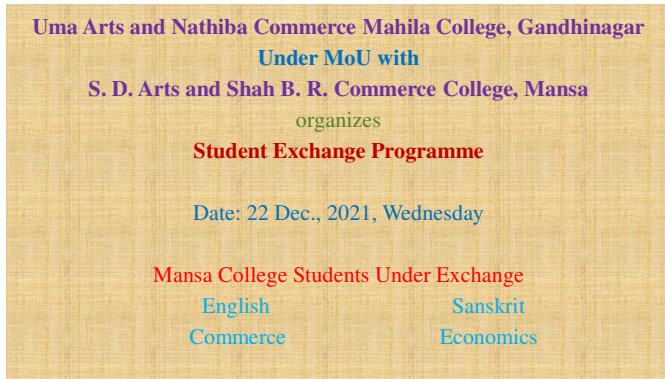 Uma Arts and Nathiba Commerce Mahila College, Gandhinagar
Under MoU with
S. D. Arts and Shah B. R. Commerce College, Mansa
organizes
Student Exchange Programme
Date: 22 Dec., 2021, Wednesday
Mansa College Students Under Exchange
English Sanskrit
Commerce Economics